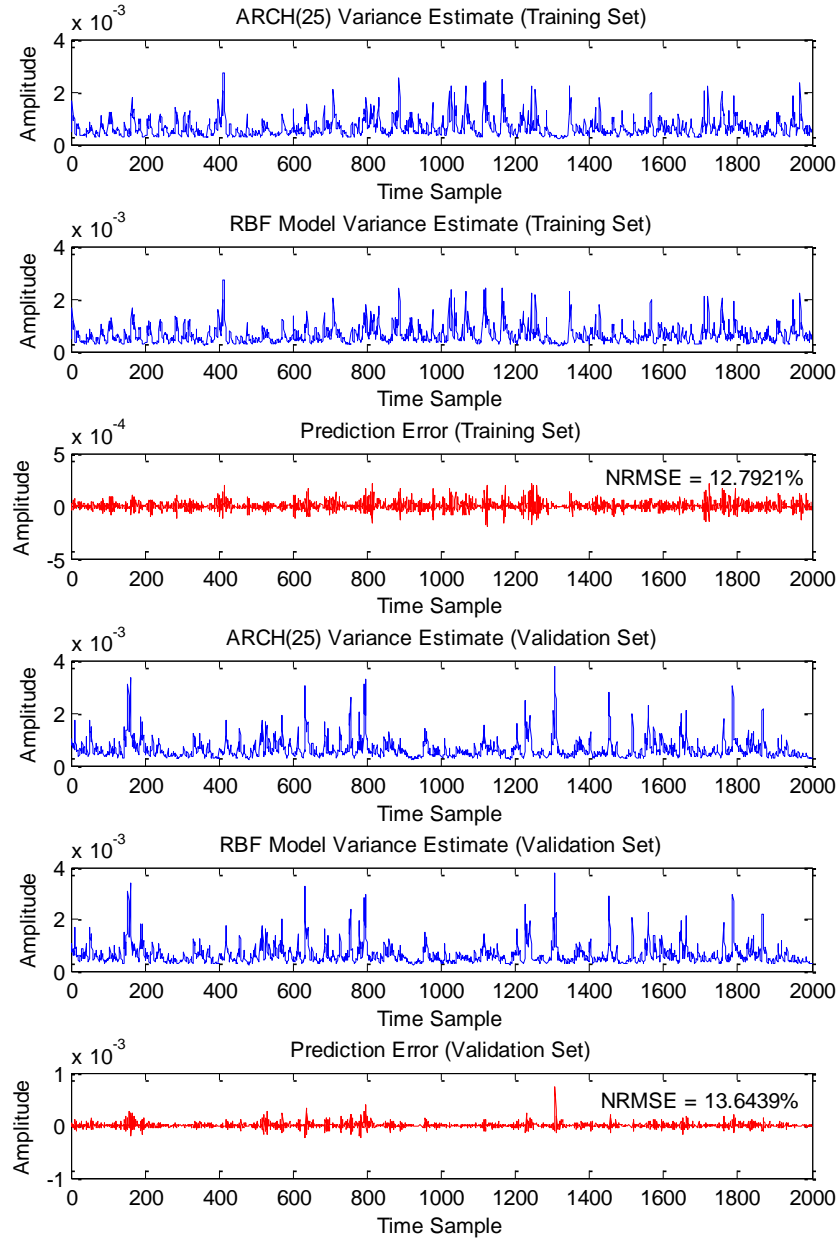 ARCH(25) Variance Estimate (Training Set)
x 10-3
4
2
0
Amplitude
0 200 400 600 800 1000 1200 1400 1600 1800 2000
Time Sample
RBF Model Variance Estimate (Training Set)
x 10-3
4
2
0
Amplitude
0 200 400 600 800 1000 1200 1400 1600 1800 2000
Time Sample
Prediction Error (Training Set)
x 10-4
5
0
-5
Amplitude
NRMSE = 12.7921%
0 200 400 600 800 1000 1200 1400 1600 1800 2000
Time Sample
ARCH(25) Variance Estimate (Validation Set)
x 10-3
4
2
0
Amplitude
0 200 400 600 800 1000 1200 1400 1600 1800 2000
Time Sample
RBF Model Variance Estimate (Validation Set)
x 10-3
4
2
0
Amplitude
0 200 400 600 800 1000 1200 1400 1600 1800 2000
Time Sample
Prediction Error (Validation Set)
x 10-3
1
0
-1
Amplitude
NRMSE = 13.6439%
0 200 400 600 800 1000 1200 1400 1600 1800 2000
Time Sample